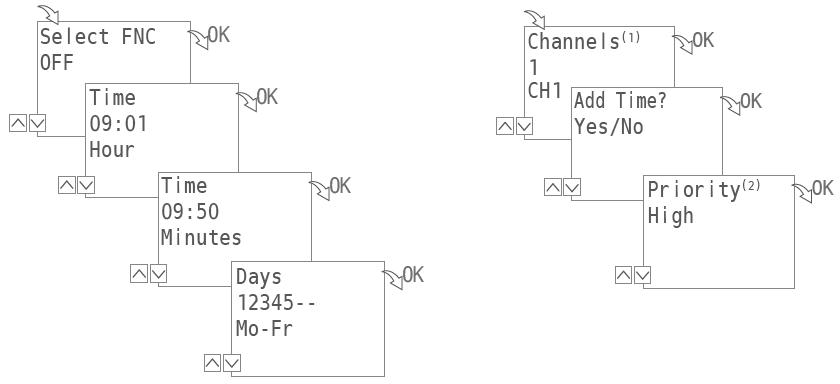 Select FNC
OFF
OK
Time
09:01
Hour
OK
Time
09:50
Minutes
OK
Days
12345--
Mo-Fr
OK
Channels(1)
1
CH1
OK
Add Time?
Yes/No
OK
Priority(2)
High
OK